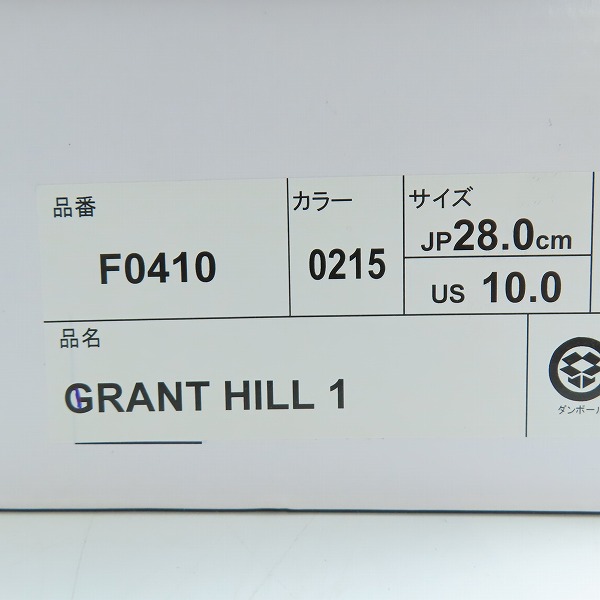 品番
F0410
カラー
0215
サイズ
JP28.0cm
US 10.0
品名
GRANT HILL 1
ダンボール